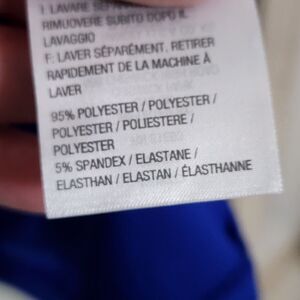 I: LAVARE
RIMUOVERE SUBITO DOPO IL
LAVAGGIO
F: LAVER SÉPARÉMENT. RETIRER
RAPIDEMENT DE LA MACHINE À
LAVER
95% POLYESTER / POLYESTER /
POLYESTER / POLIESTERE /
POLYESTER
5% SPANDEX / ELASTANE /
ELASTHAN / ELASTAN / ÉLASTHANNE